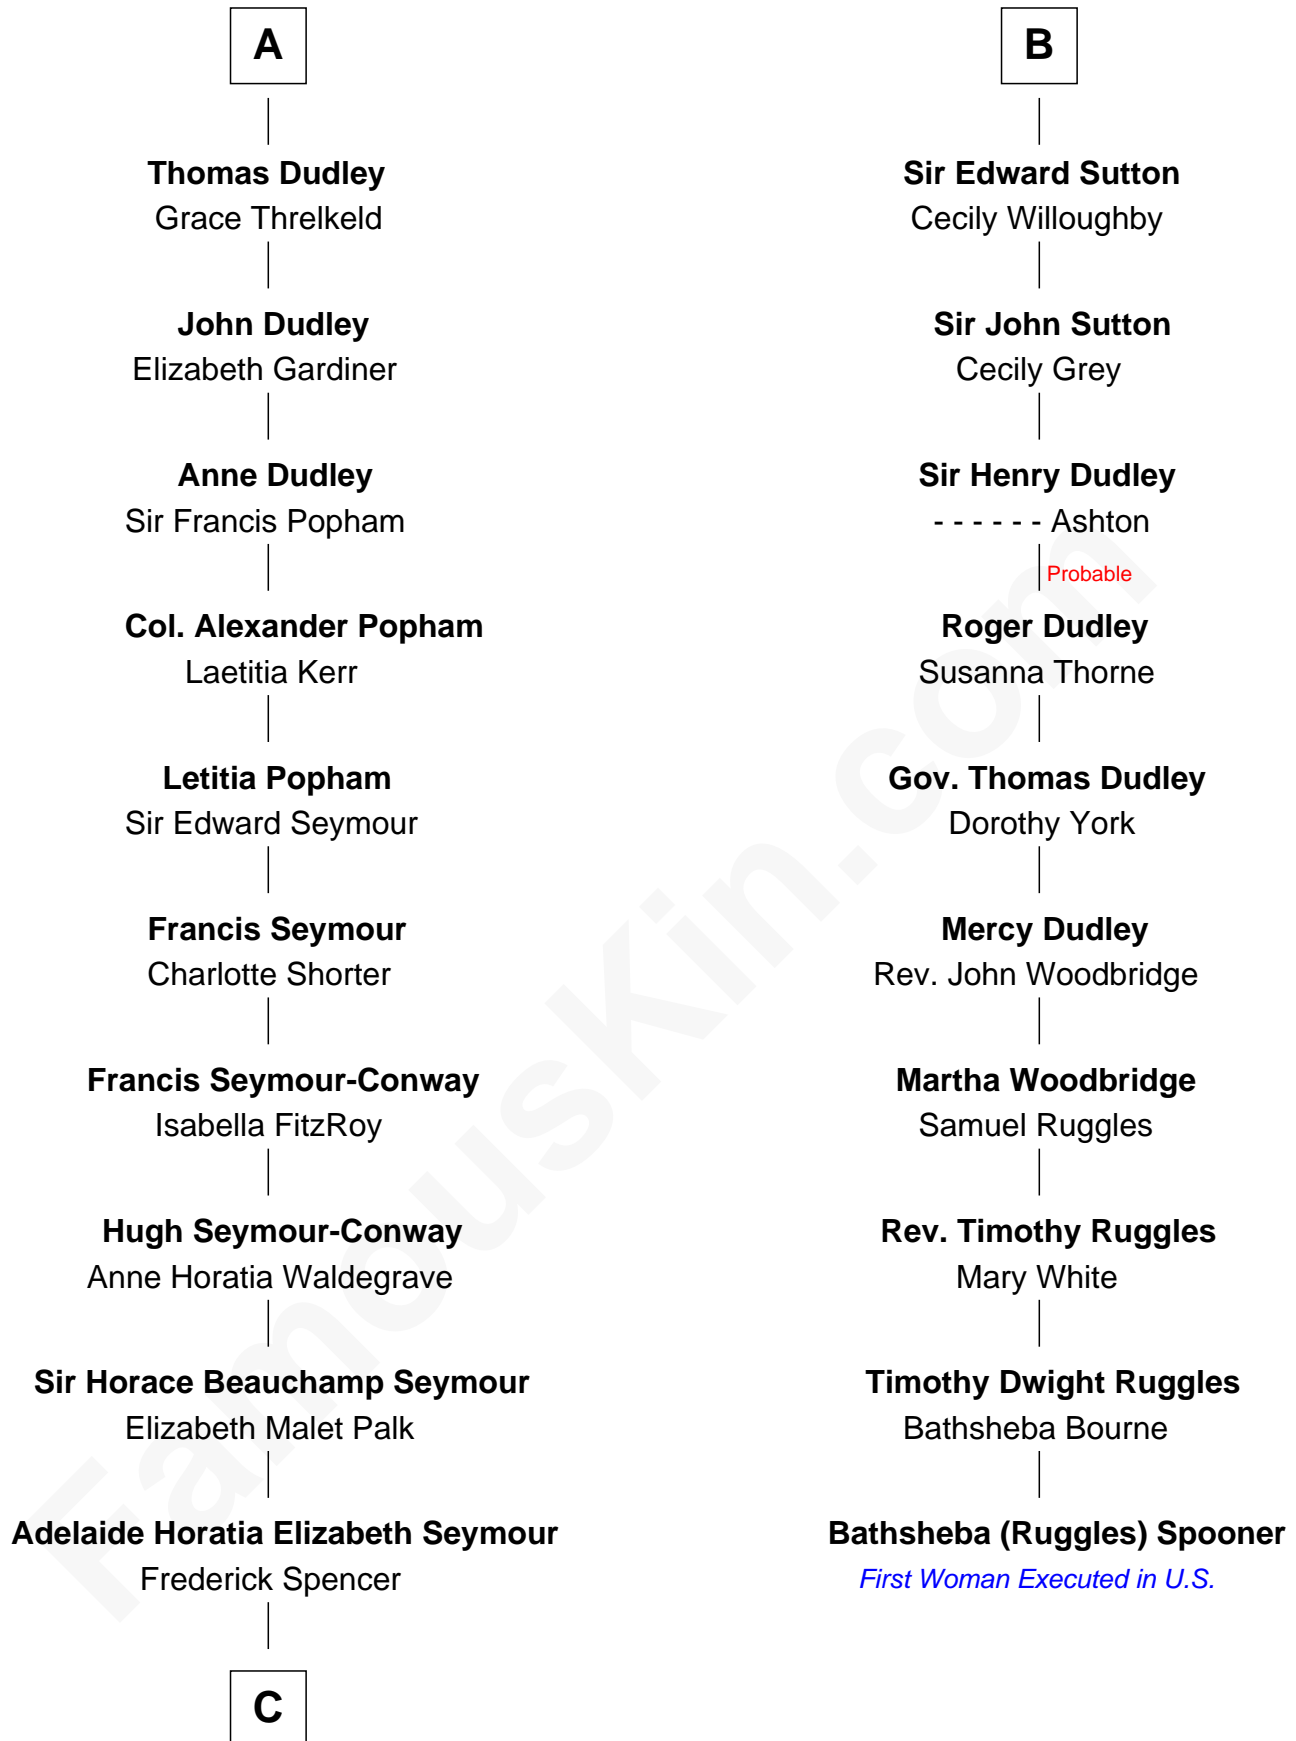 A
Thomas Dudley
Grace Threlkeld
John Dudley
Elizabeth Gardiner
Anne Dudley
Sir Francis Popham
Col. Alexander Popham
Laetitia Kerr
Letitia Popham
Sir Edward Seymour
Francis Seymour
Charlotte Shorter
Francis Seymour-Conway
Isabella FitzRoy
Hugh Seymour-Conway
Anne Horatia Waldegrave
Sir Horace Beauchamp Seymour
Elizabeth Malet Palk
Adelaide Horatia Elizabeth Seymour
Frederick Spencer
C
B
Sir Edward Sutton
Cecily Willoughby
Sir John Sutton
Cecily Grey
Sir Henry Dudley
- - - - - - Ashton
Probable
Roger Dudley
Susanna Thorne
Gov. Thomas Dudley
Dorothy York
Mercy Dudley
Rev. John Woodbridge
Martha Woodbridge
Samuel Ruggles
Rev. Timothy Ruggles
Mary White
Timothy Dwight Ruggles
Bathsheba Bourne
Bathsheba (Ruggles) Spooner
First Woman Executed in U.S.
FamousKin.com